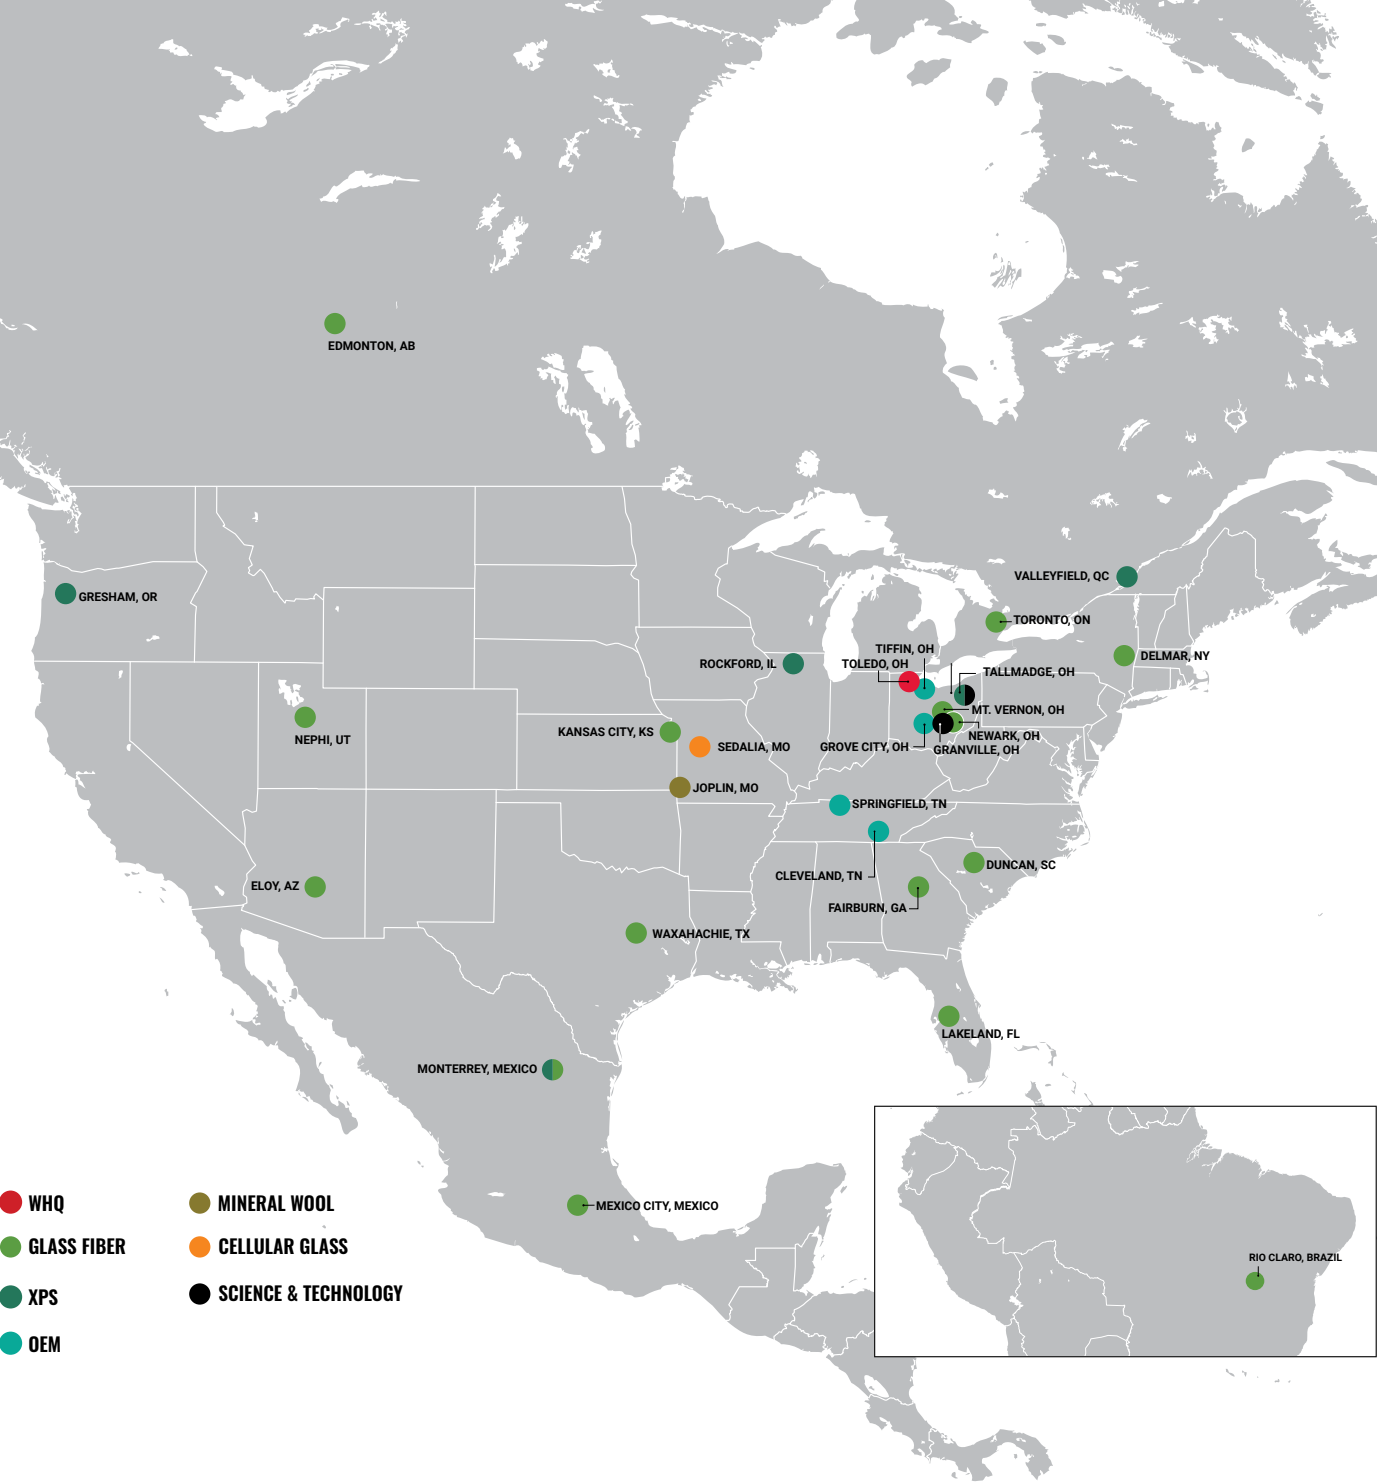 EDMONTON, AB
VALLEYFIELD, QC
GRESHAM, OR
TORONTO, ON
TIFFIN, OH
DELMAR, NY
ROCKFORD, IL
TOLEDO, OH
TALLMADGE, OH
MT. VERNON, OH
KANSAS CITY, KS
NEPHI, UT
NEWARK, OH
SEDALIA, MO
GROVE CITY, OH
GRANVILLE, OH
JOPLIN, MO
SPRINGFIELD, TN
DUNCAN, SC
CLEVELAND, TN
ELOY, AZ
FAIRBURN, GA
WAXAHACHIE, TX
LAKELAND, FL
MONTERREY, MEXICO
MEXICO CITY, MEXICO
RIO CLARO, BRAZIL
WHQ
GLASS FIBER
XPS
OEM
MINERAL WOOL
CELLULAR GLASS
SCIENCE & TECHNOLOGY